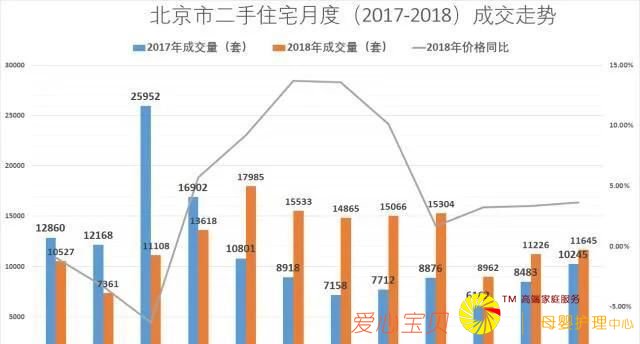 北京市二手住宅月度（2017-2018）成交走势
2017年成交量（套） 2018年成交量（套） 2018年价格同比
30000 15.00%
25952
25000
10.00%
20000
16902 17985
15533 14865 15066 15304 5.00%
15000
12860 12168 13618
10527 11108 10801 11226 11645
0.00%
10000 8918 8876 8962 8483 10245
7361 7158 7712
TM 高端家庭服务
-5.00%
5000
爱心宝贝 母婴护理中心